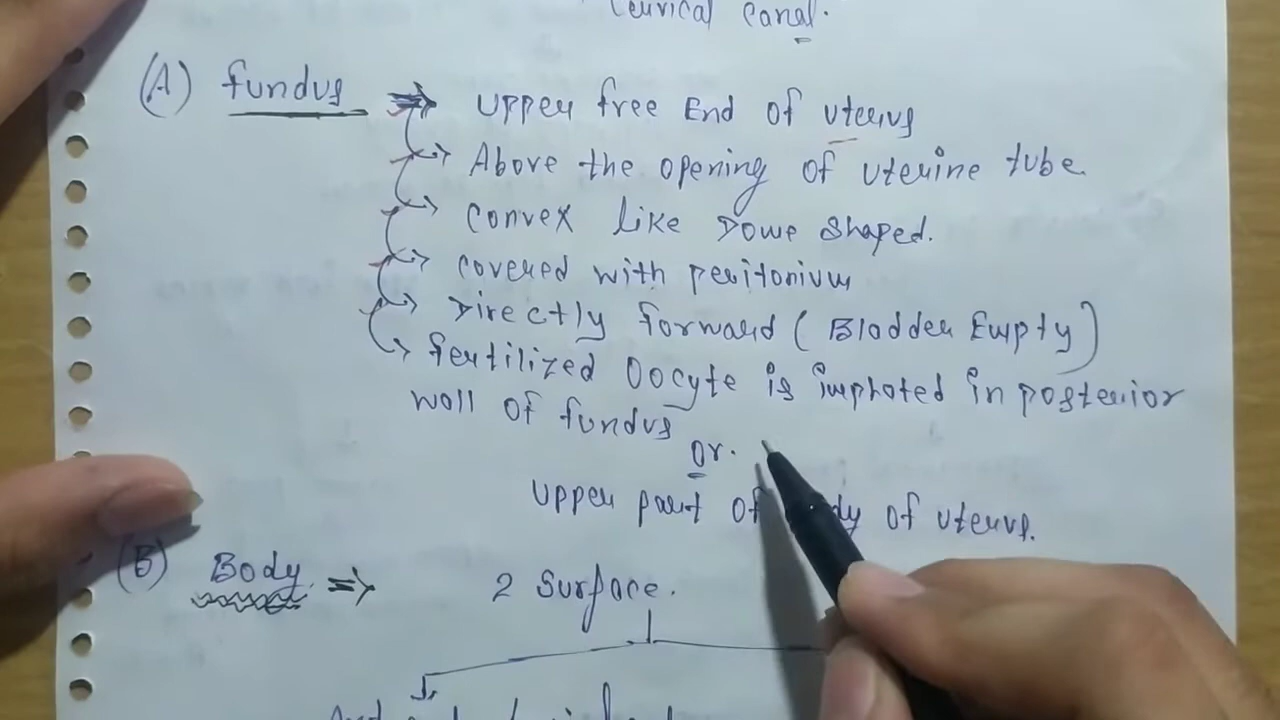 Cervical Canal.
(A) fundus ⇒ Upper free End of uterus
→ Above the opening of uterine tube
→ Convex like Dome Shaped.
→ Covered with peritonium
→ Directly forward ( Bladder Empty )
→ fertilized Oocyte is implated in posterior
wall of fundus
or.
Upper part of body of uterus.
(B) Body ⇒ 2 Surface.